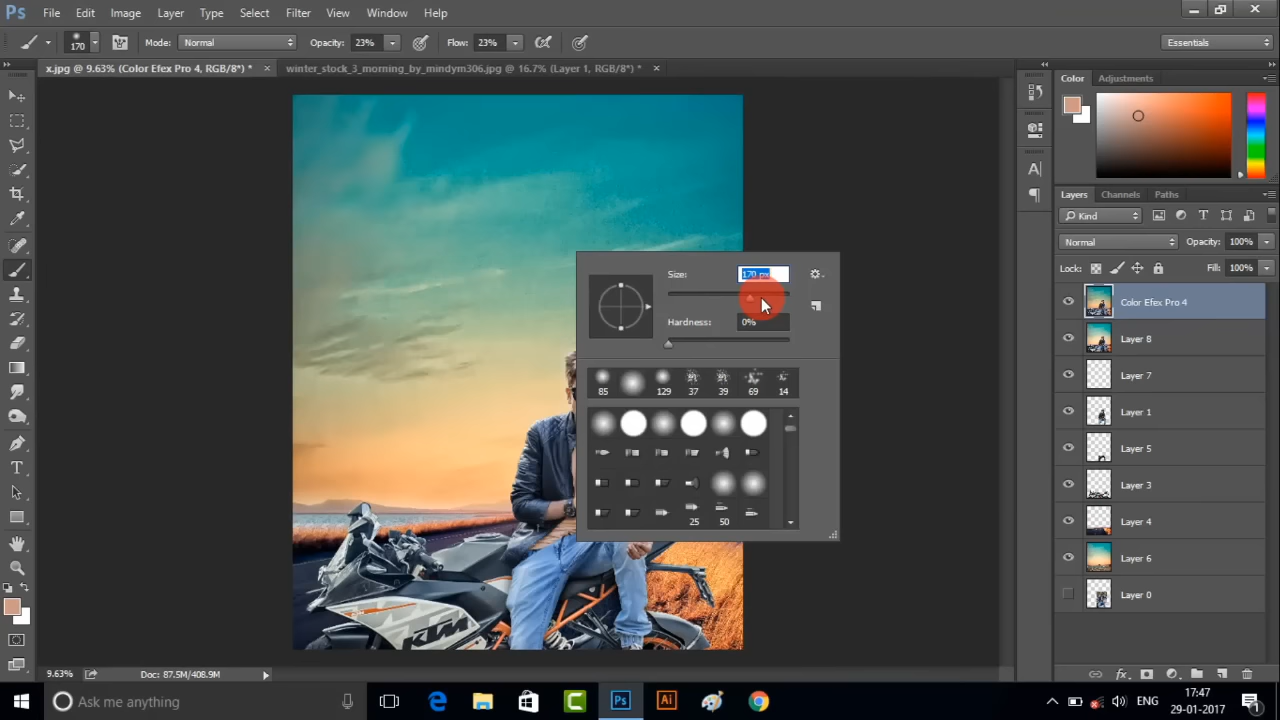 Ps File Edit Image Layer Type Select Filter View Window Help
170 Mode: Normal Opacity: 23% Flow: 23% Essentials
x.jpg @ 9.63% (Color Efex Pro 4, RGB/8*) * × winter_stock_3_morning_by_mindym306.jpg @ 16.7% (Layer 1, RGB/8*) * ×
Color Adjustments
Layers Channels Paths
Kind
Normal Opacity: 100%
Lock: Fill: 100%
Color Efex Pro 4
Layer 8
Layer 7
Layer 1
Layer 5
Layer 3
Layer 4
Layer 6
Layer 0
Size: 170 px
Hardness: 0%
85 129 37 39 69 14
25 50
KTM
9.63% Doc: 87.5M/408.9M
Ask me anything
Ps Ai
ENG
17:47
29-01-2017
1